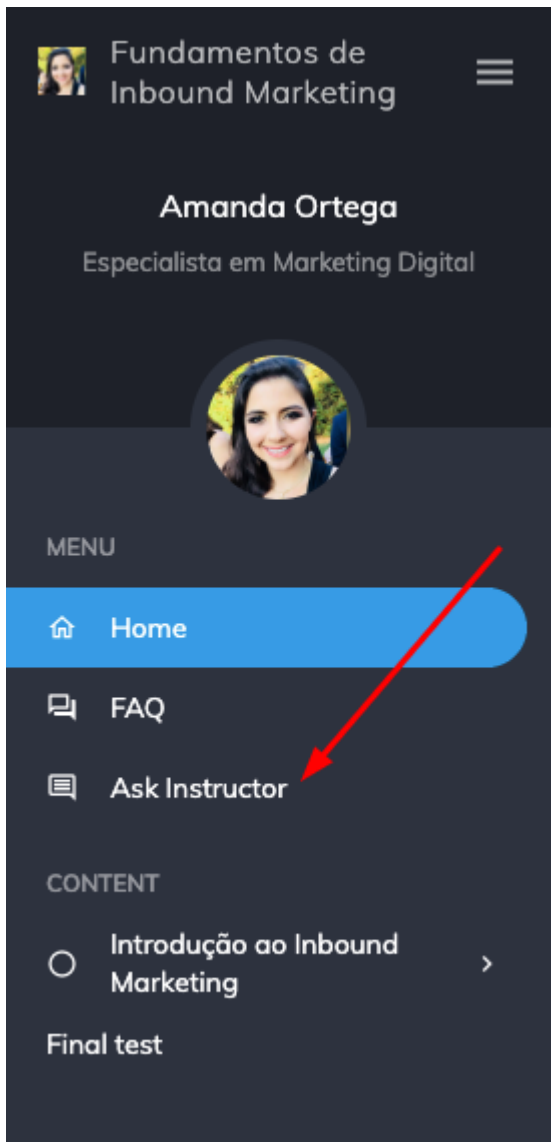 Fundamentos de
Inbound Marketing
Amanda Ortega
Especialista em Marketing Digital
MENU
Home
FAQ
Ask Instructor
CONTENT
Introdução ao Inbound
Marketing
Final test